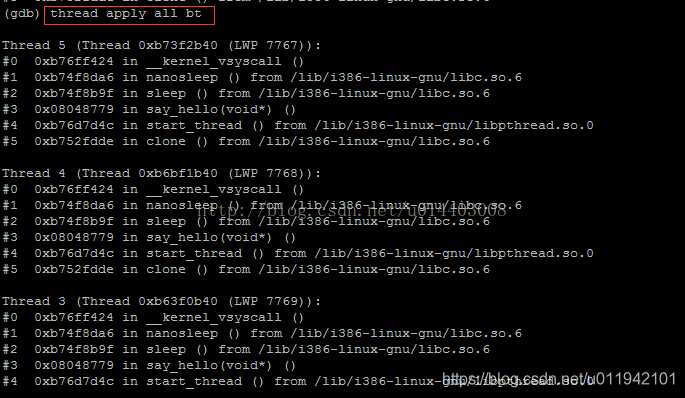 (gdb) thread apply all bt
Thread 5 (Thread 0xb73f2b40 (LWP 7767)):
#0  0xb76ff424 in __kernel_vsyscall ()
#1  0xb74f8da6 in nanosleep () from /lib/i386-linux-gnu/libc.so.6
#2  0xb74f8b9f in sleep () from /lib/i386-linux-gnu/libc.so.6
#3  0x08048779 in say_hello(void*) ()
#4  0xb76d7d4c in start_thread () from /lib/i386-linux-gnu/libpthread.so.0
#5  0xb752fdde in clone () from /lib/i386-linux-gnu/libc.so.6
Thread 4 (Thread 0xb6bf1b40 (LWP 7768)):
#0  0xb76ff424 in __kernel_vsyscall ()
#1  0xb74f8da6 in nanosleep () from /lib/i386-linux-gnu/libc.so.6
http://blog.csdn.net/u014403008
#2  0xb74f8b9f in sleep () from /lib/i386-linux-gnu/libc.so.6
#3  0x08048779 in say_hello(void*) ()
#4  0xb76d7d4c in start_thread () from /lib/i386-linux-gnu/libpthread.so.0
#5  0xb752fdde in clone () from /lib/i386-linux-gnu/libc.so.6
Thread 3 (Thread 0xb63f0b40 (LWP 7769)):
#0  0xb76ff424 in __kernel_vsyscall ()
#1  0xb74f8da6 in nanosleep () from /lib/i386-linux-gnu/libc.so.6
#2  0xb74f8b9f in sleep () from /lib/i386-linux-gnu/libc.so.6
#3  0x08048779 in say_hello(void*) ()
#4  0xb76d7d4c in start_thread () from /lib/i386-linux-gnu/libpthread.so.0
https://blog.csdn.net/u011942101